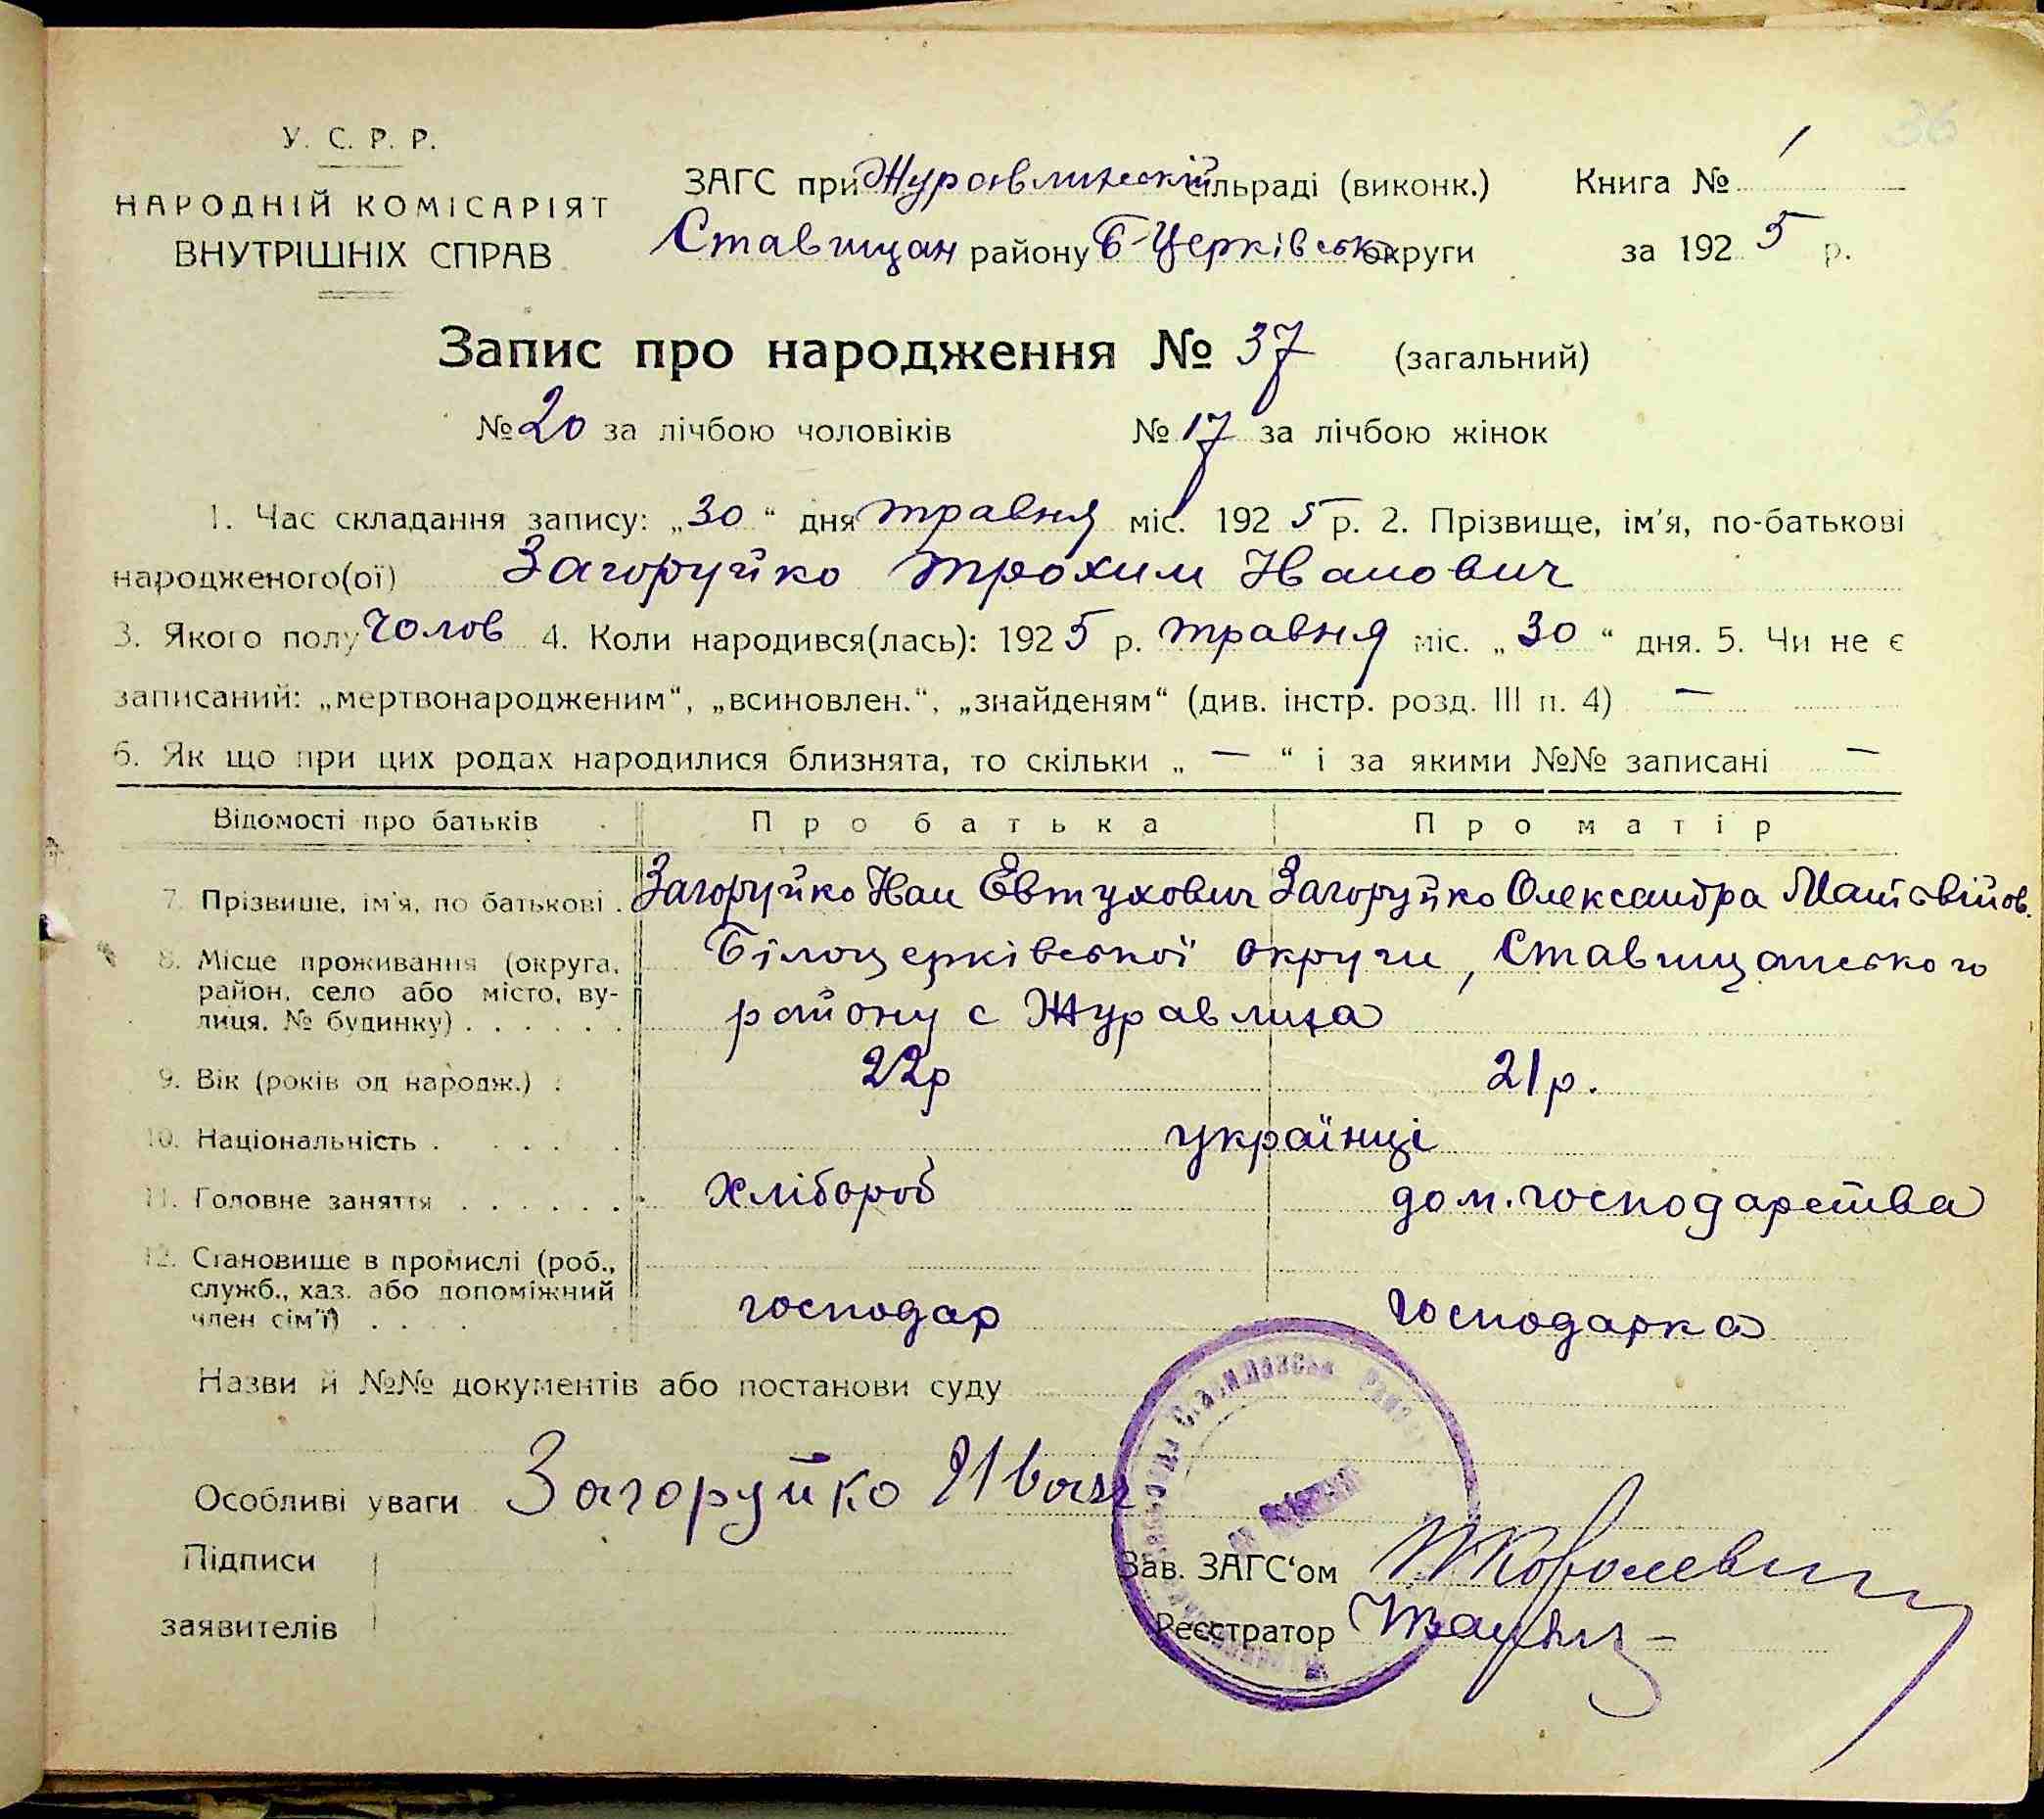 36
У. С. Р. Р.
НАРОДНІЙ КОМІСАРІЯТ
ВНУТРІШНІХ СПРАВ
ЗАГС при Журавлиській сільраді (виконк.) Книга № 1
Ставищан району Б-Церківськ округи за 1925 р.
Запис про народження № 37 (загальний)
№ 20 за лічбою чоловіків № 17 за лічбою жінок
1. Час складання запису: „30“ дня травня міс. 1925 р. 2. Прізвище, ім'я, по-батькові
народженого(ої) Загоруйко Трохим Іванович
3. Якого полу Чолов 4. Коли народився(лась): 1925 р. травня міс. „30“ дня. 5. Чи не є
записаний: „мертвонародженим“, „всиновлен.“, „знайденям“ (див. інстр. розд. III п. 4) —
6. Як що при цих родах народилися близнята, то скільки „—“ і за якими №№ записані —
Відомості про батьків Про батька Про матір
7. Прізвище, ім'я, по батькові . Загоруйко Іван Евтухович Загоруйко Олександра Матвійов.
8. Місце проживання (округа, район, село або місто, вулиця, № будинку) . . . . . . Білоцерківської округи, Ставищанського
району с Журавлиха
9. Вік (років од народж.) . 22р 21р.
10. Національність . . . . . українці
11. Головне заняття . . . . . . хлібороб дом. господарства
12. Становище в промислі (роб., служб., хаз. або допоміжний член сім'ї) . . . . господар господарка
Назви й №№ документів або постанови суду
Особливі уваги Загоруйко Иван
Підписи
заявителів
Зав. ЗАГС'ом
Реєстратор